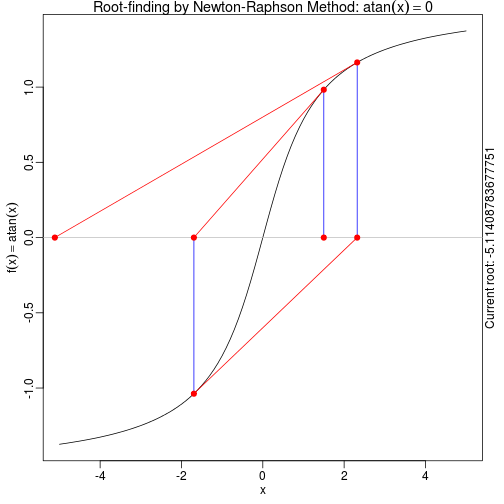 Root-finding by Newton-Raphson Method: atan(x) = 0
f(x) = atan(x)
1.0
0.5
0.0
-0.5
-1.0
Current root: -5.11408783677751
-4
-2
0
2
4
x